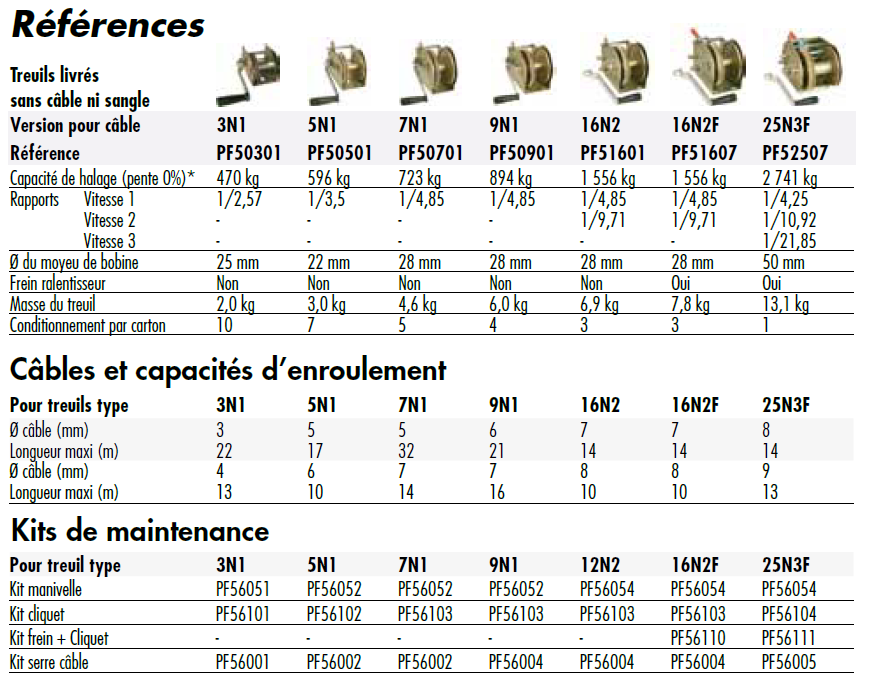 Références
Treuils livrés
sans câble ni sangle
Version pour câble 3N1 5N1 7N1 9N1 16N2 16N2F 25N3F
Référence PF50301 PF50501 PF50701 PF50901 PF51601 PF51607 PF52507
Capacité de halage (pente 0%)* 470 kg 596 kg 723 kg 894 kg 1 556 kg 1 556 kg 2 741 kg
Rapports Vitesse 1 1/2,57 1/3,5 1/4,85 1/4,85 1/4,85 1/4,85 1/4,25
Vitesse 2 - - - - 1/9,71 1/9,71 1/10,92
Vitesse 3 - - - - - 1/21,85
Ø du moyeu de bobine 25 mm 22 mm 28 mm 28 mm 28 mm 28 mm 50 mm
Frein ralentisseur Non Non Non Non Non Oui Oui
Masse du treuil 2,0 kg 3,0 kg 4,6 kg 6,0 kg 6,9 kg 7,8 kg 13,1 kg
Conditionnement par carton 10 7 5 4 3 3 1
Câbles et capacités d'enroulement
Pour treuils type 3N1 5N1 7N1 9N1 16N2 16N2F 25N3F
Ø câble (mm) 3 5 5 6 7 7 8
Longueur maxi (m) 22 17 32 21 14 14 14
Ø câble (mm) 4 6 7 7 8 8 9
Longueur maxi (m) 13 10 14 16 10 10 13
Kits de maintenance
Pour treuil type 3N1 5N1 7N1 9N1 12N2 16N2F 25N3F
Kit manivelle PF56051 PF56052 PF56052 PF56052 PF56054 PF56054 PF56054
Kit cliquet PF56101 PF56102 PF56103 PF56103 PF56103 PF56103 PF56104
Kit frein + Cliquet - - - - - PF56110 PF56111
Kit serre câble PF56001 PF56002 PF56002 PF56004 PF56004 PF56004 PF56005